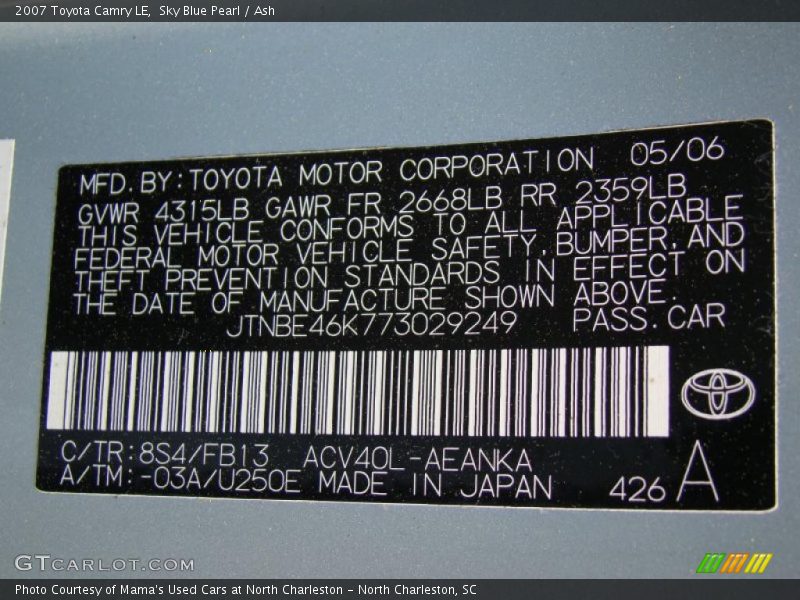 2007 Toyota Camry LE, Sky Blue Pearl / Ash
MFD. BY: TOYOTA MOTOR CORPORATION 05/06
GVWR 4315LB GAWR FR 2668LB RR 2359LB
THIS VEHICLE CONFORMS TO ALL APPLICABLE
FEDERAL MOTOR VEHICLE SAFETY, BUMPER, AND
THEFT PREVENTION STANDARDS IN EFFECT ON
THE DATE OF MANUFACTURE SHOWN ABOVE.
JTNBE46K773029249 PASS. CAR
C/TR: 8S4/FB13 ACV40L-AEANKA
A/TM: -03A/U250E MADE IN JAPAN 426 A
GTCARLOT.COM
Photo Courtesy of Mama's Used Cars at North Charleston - North Charleston, SC